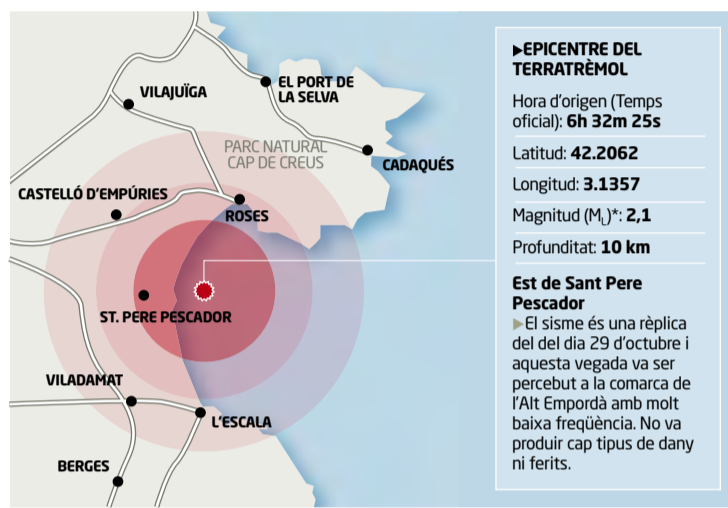 VILAJUÏGA
EL PORT DE
LA SELVA
PARC NATURAL
CAP DE CREUS
CADAQUÉS
CASTELLÓ D'EMPÚRIES
ROSES
ST. PERE PESCADOR
VILADAMAT
L'ESCALA
BERGES
▶EPICENTRE DEL
TERRATRÈMOL
Hora d'origen (Temps
oficial): 6h 32m 25s
Latitud: 42.2062
Longitud: 3.1357
Magnitud (ML)*: 2,1
Profunditat: 10 km
Est de Sant Pere
Pescador
▶El sisme és una rèplica
del del dia 29 d'octubre i
aquesta vegada va ser
percebut a la comarca de
l'Alt Empordà amb molt
baixa freqüència. No va
produir cap tipus de dany
ni ferits.